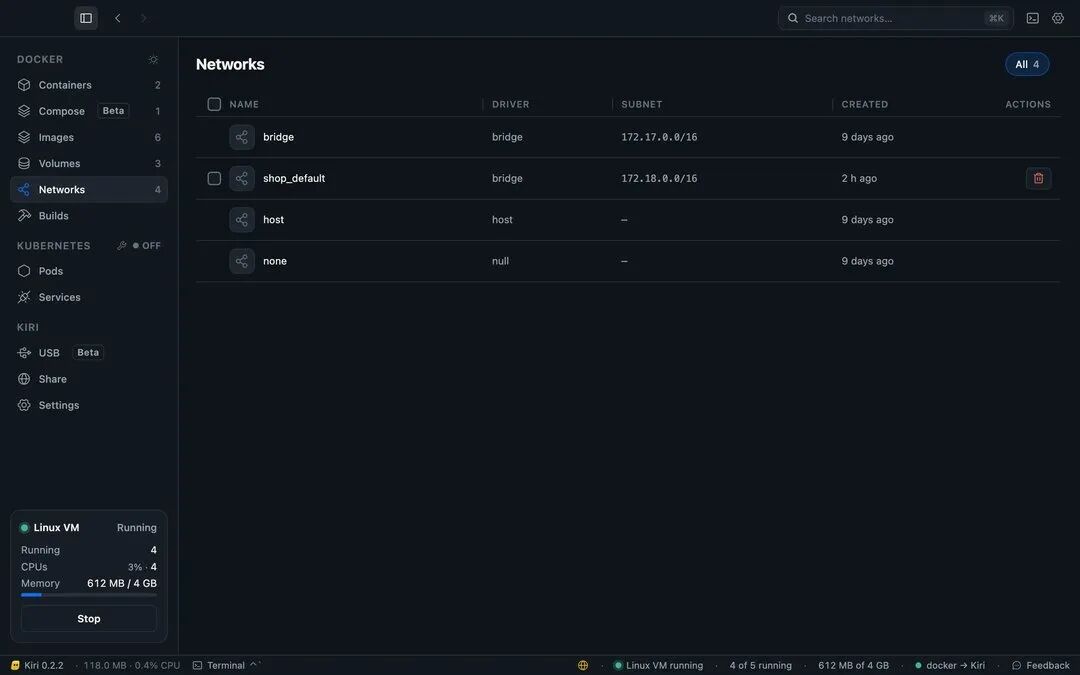 Search networks... ⌘K
DOCKER
Containers 2
Compose Beta 1
Images 6
Volumes 3
Networks 4
Builds
KUBERNETES OFF
Pods
Services
KIRI
USB Beta
Share
Settings
Linux VM Running
Running 4
CPUs 3% · 4
Memory 612 MB / 4 GB
Stop
Networks All 4
NAME DRIVER SUBNET CREATED ACTIONS
bridge bridge 172.17.0.0/16 9 days ago
shop_default bridge 172.18.0.0/16 2 h ago
host host — 9 days ago
none null — 9 days ago
Kiri 0.2.2 · 118.0 MB · 0.4% CPU Terminal · Linux VM running · 4 of 5 running · 612 MB of 4 GB · docker → Kiri · Feedback